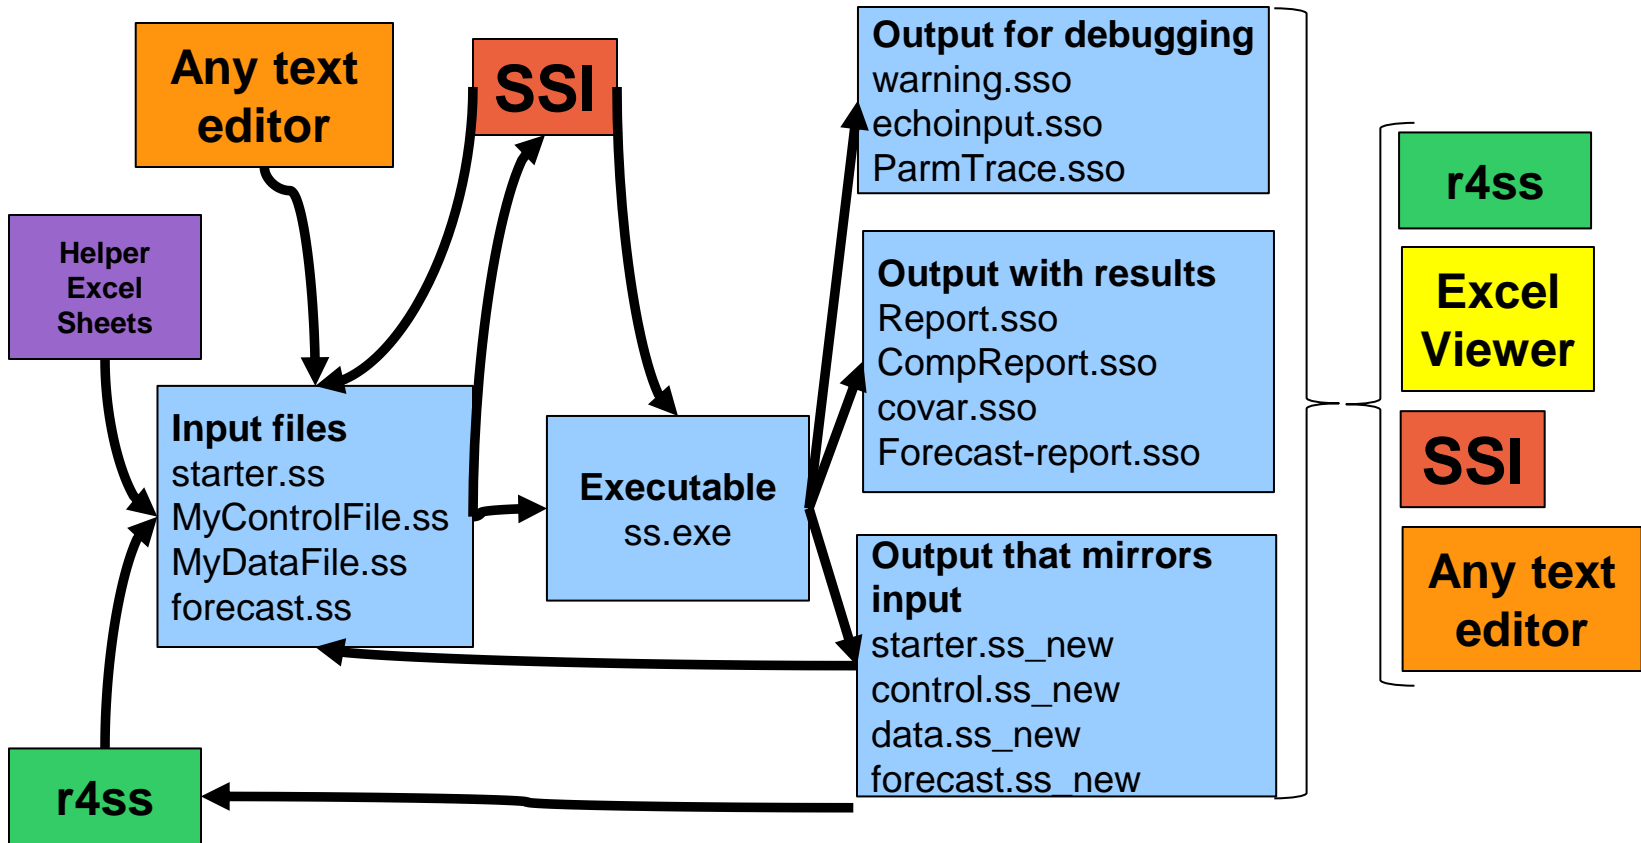 Any text
editor
SSI
Helper
Excel
Sheets
Input files
starter.ss
MyControlFile.ss
MyDataFile.ss
forecast.ss
r4ss
Executable
ss.exe
Output for debugging
warning.sso
echoinput.sso
ParmTrace.sso
Output with results
Report.sso
CompReport.sso
covar.sso
Forecast-report.sso
Output that mirrors
input
starter.ss_new
control.ss_new
data.ss_new
forecast.ss_new
r4ss
Excel
Viewer
SSI
Any text
editor